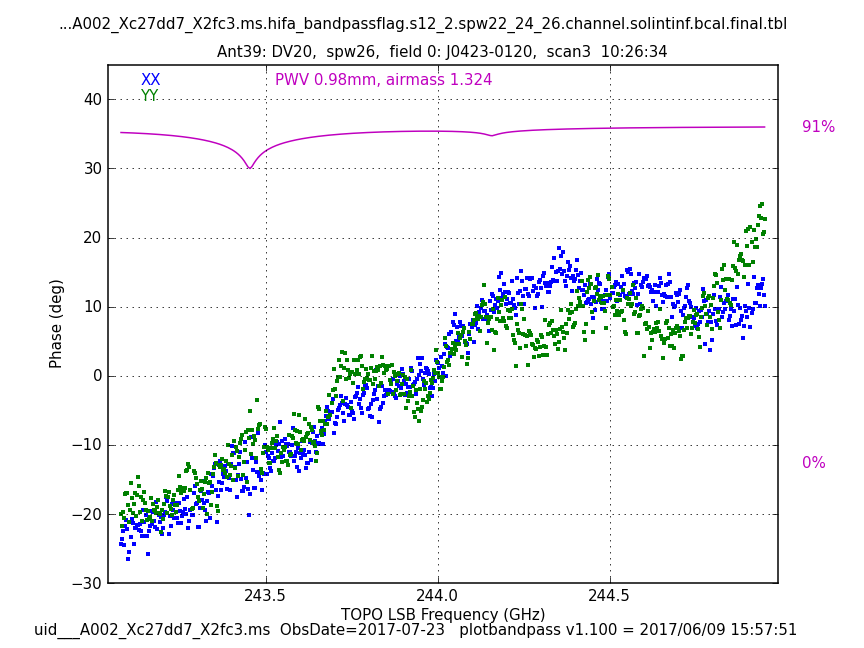 ...A002_Xc27dd7_X2fc3.ms.hifa_bandpassflag.s12_2.spw22_24_26.channel.solintinf.bcal.final.tbl
Ant39: DV20,  spw26,  field 0: J0423-0120,  scan3  10:26:34
XX
PWV 0.98mm, airmass 1.324
YY
40
91%
30
20
10
Phase (deg)
0
−10
0%
−20
−30
243.5
244.0
244.5
TOPO LSB Frequency (GHz)
uid___A002_Xc27dd7_X2fc3.ms  ObsDate=2017-07-23   plotbandpass v1.100 = 2017/06/09 15:57:51